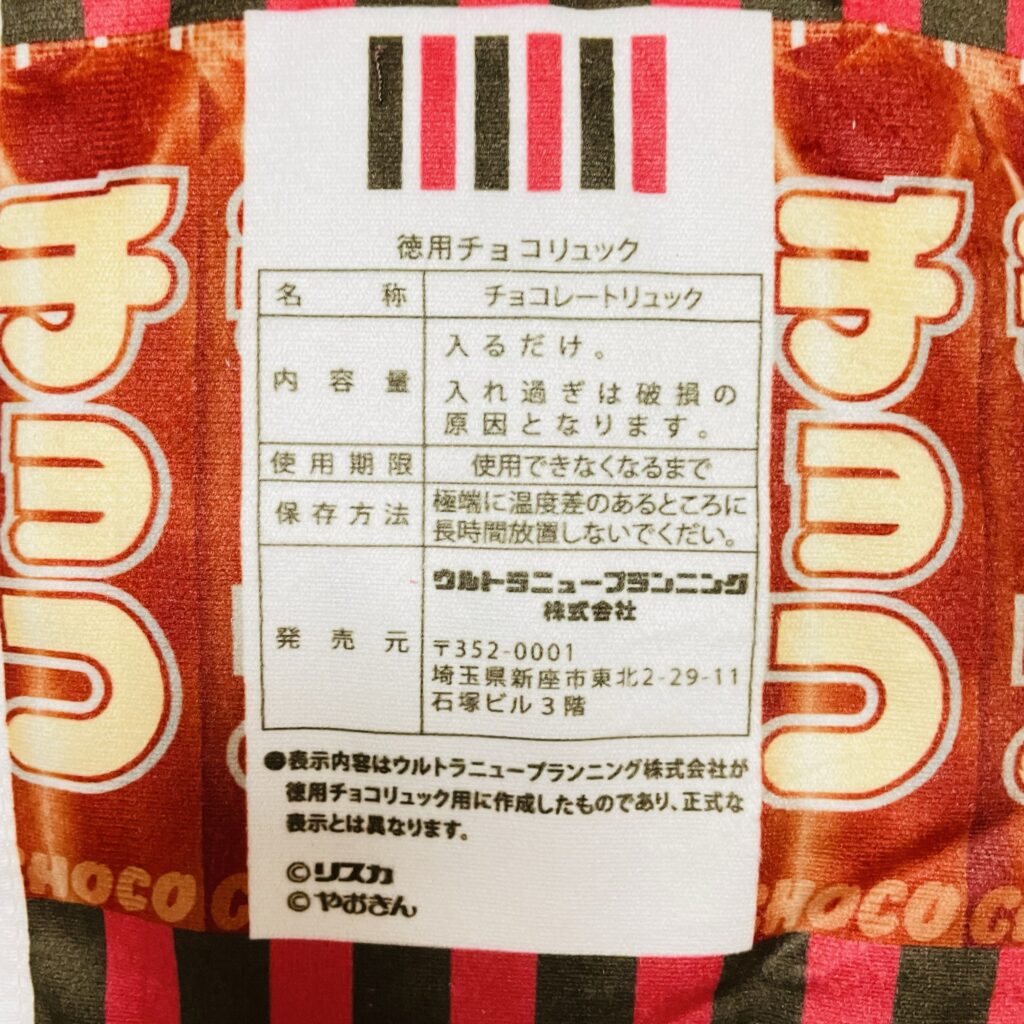 徳用チョコリュック
名称 チョコレートリュック
内容量 入るだけ。
入れ過ぎは破損の
原因となります。
使用期限 使用できなくなるまで
保存方法 極端に温度差のあるところに
長時間放置しないでくだい。
発売元 ウルトラニュープランニング
株式会社
〒352-0001
埼玉県新座市東北2-29-11
石塚ビル3階
●表示内容はウルトラニュープランニング株式会社が
徳用チョコリュック用に作成したものであり、正式な
表示とは異なります。
©リスカ
©やおきん
チョコ
チョコ
CHOCO
CHOCO